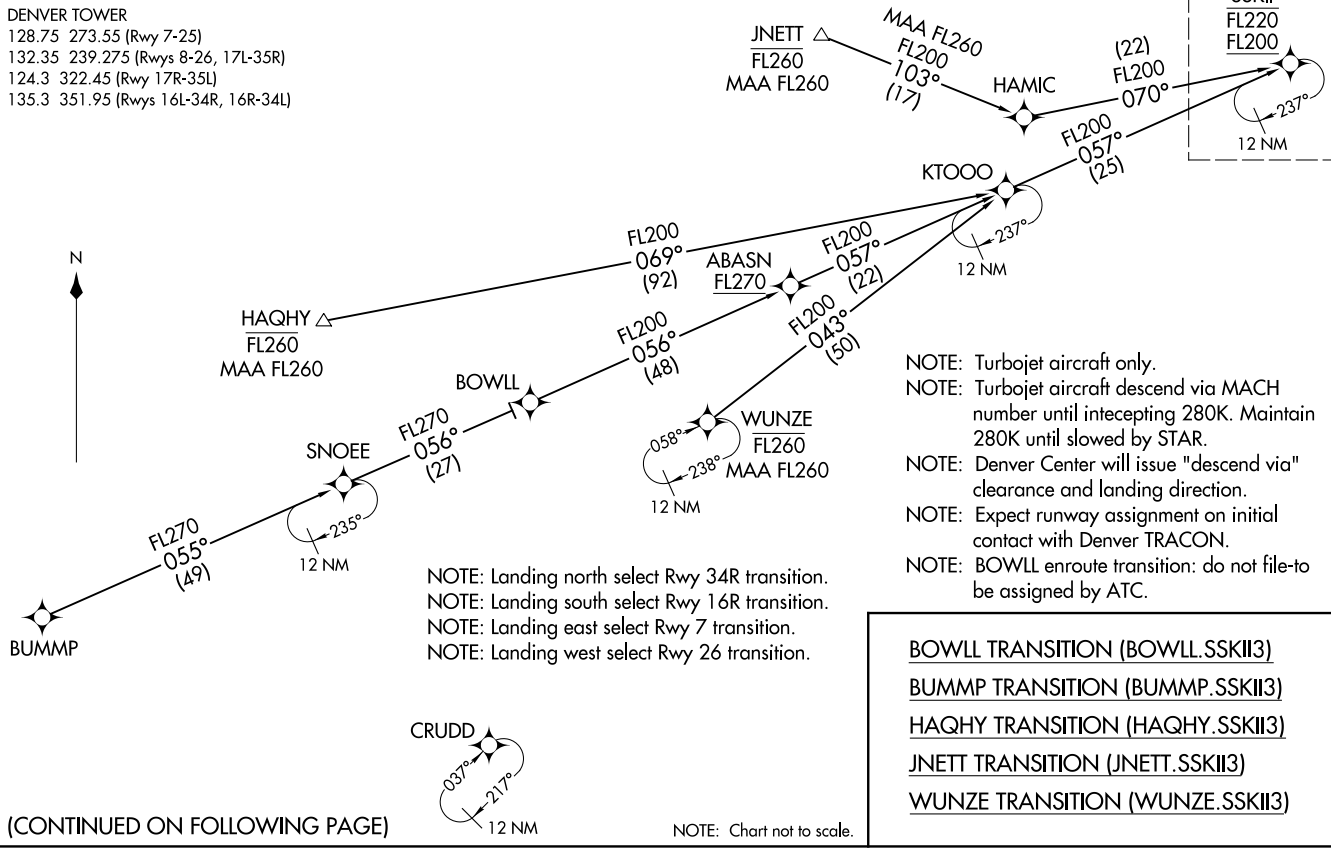 DENVER TOWER
128.75 273.55 (Rwy 7-25)
132.35 239.275 (Rwys 8-26, 17L-35R)
124.3 322.45 (Rwy 17R-35L)
135.3 351.95 (Rwys 16L-34R, 16R-34L)
JNETT
FL260
MAA FL260
MAA FL260
FL200
103°
(17)
HAMIC
(22)
FL200
070°
FL220
FL200
237°
12 NM
FL200
057°
(25)
KTOOO
237°
12 NM
N
HAQHY
FL260
MAA FL260
FL200
069°
(92)
ABASN
FL270
FL200
057°
(22)
FL200
043°
(50)
FL200
056°
(48)
BOWLL
FL270
056°
(27)
SNOEE
235°
12 NM
FL270
055°
(49)
BUMMP
WUNZE
FL260
MAA FL260
058°
238°
12 NM
NOTE: Turbojet aircraft only.
NOTE: Turbojet aircraft descend via MACH
number until intecepting 280K. Maintain
280K until slowed by STAR.
NOTE: Denver Center will issue "descend via"
clearance and landing direction.
NOTE: Expect runway assignment on initial
contact with Denver TRACON.
NOTE: BOWLL enroute transition: do not file-to
be assigned by ATC.
NOTE: Landing north select Rwy 34R transition.
NOTE: Landing south select Rwy 16R transition.
NOTE: Landing east select Rwy 7 transition.
NOTE: Landing west select Rwy 26 transition.
BOWLL TRANSITION (BOWLL.SSKII3)
BUMMP TRANSITION (BUMMP.SSKII3)
HAQHY TRANSITION (HAQHY.SSKII3)
JNETT TRANSITION (JNETT.SSKII3)
WUNZE TRANSITION (WUNZE.SSKII3)
CRUDD
037°
217°
12 NM
(CONTINUED ON FOLLOWING PAGE)
NOTE: Chart not to scale.